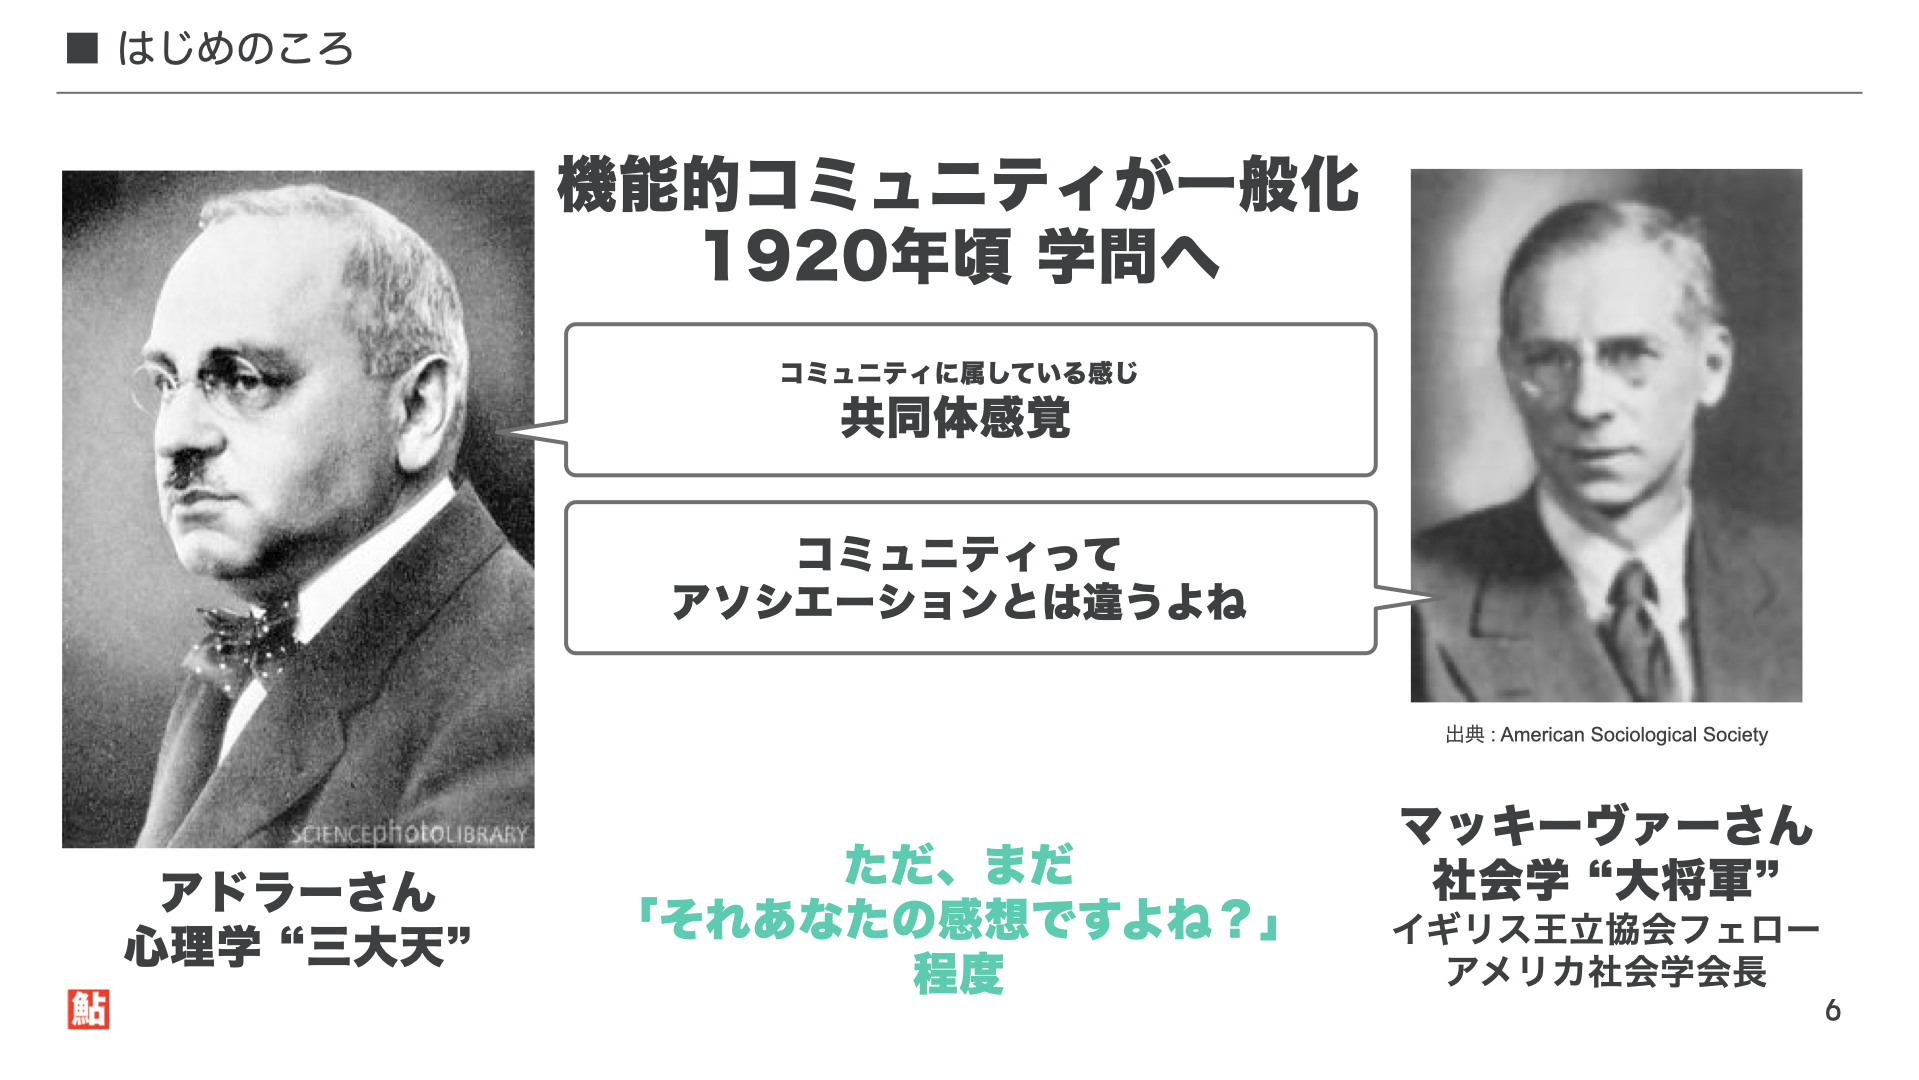 ■ はじめのころ
機能的コミュニティが一般化
1920年頃 学問へ
コミュニティに属している感じ
共同体感覚
コミュニティって
アソシエーションとは違うよね
SCIENCEphotoLIBRARY
出典 : American Sociological Society
アドラーさん
心理学 “三大天”
マッキーヴァーさん
社会学 “大将軍”
イギリス王立協会フェロー
アメリカ社会学会長
ただ、まだ
「それあなたの感想ですよね？」
程度
鮎
6